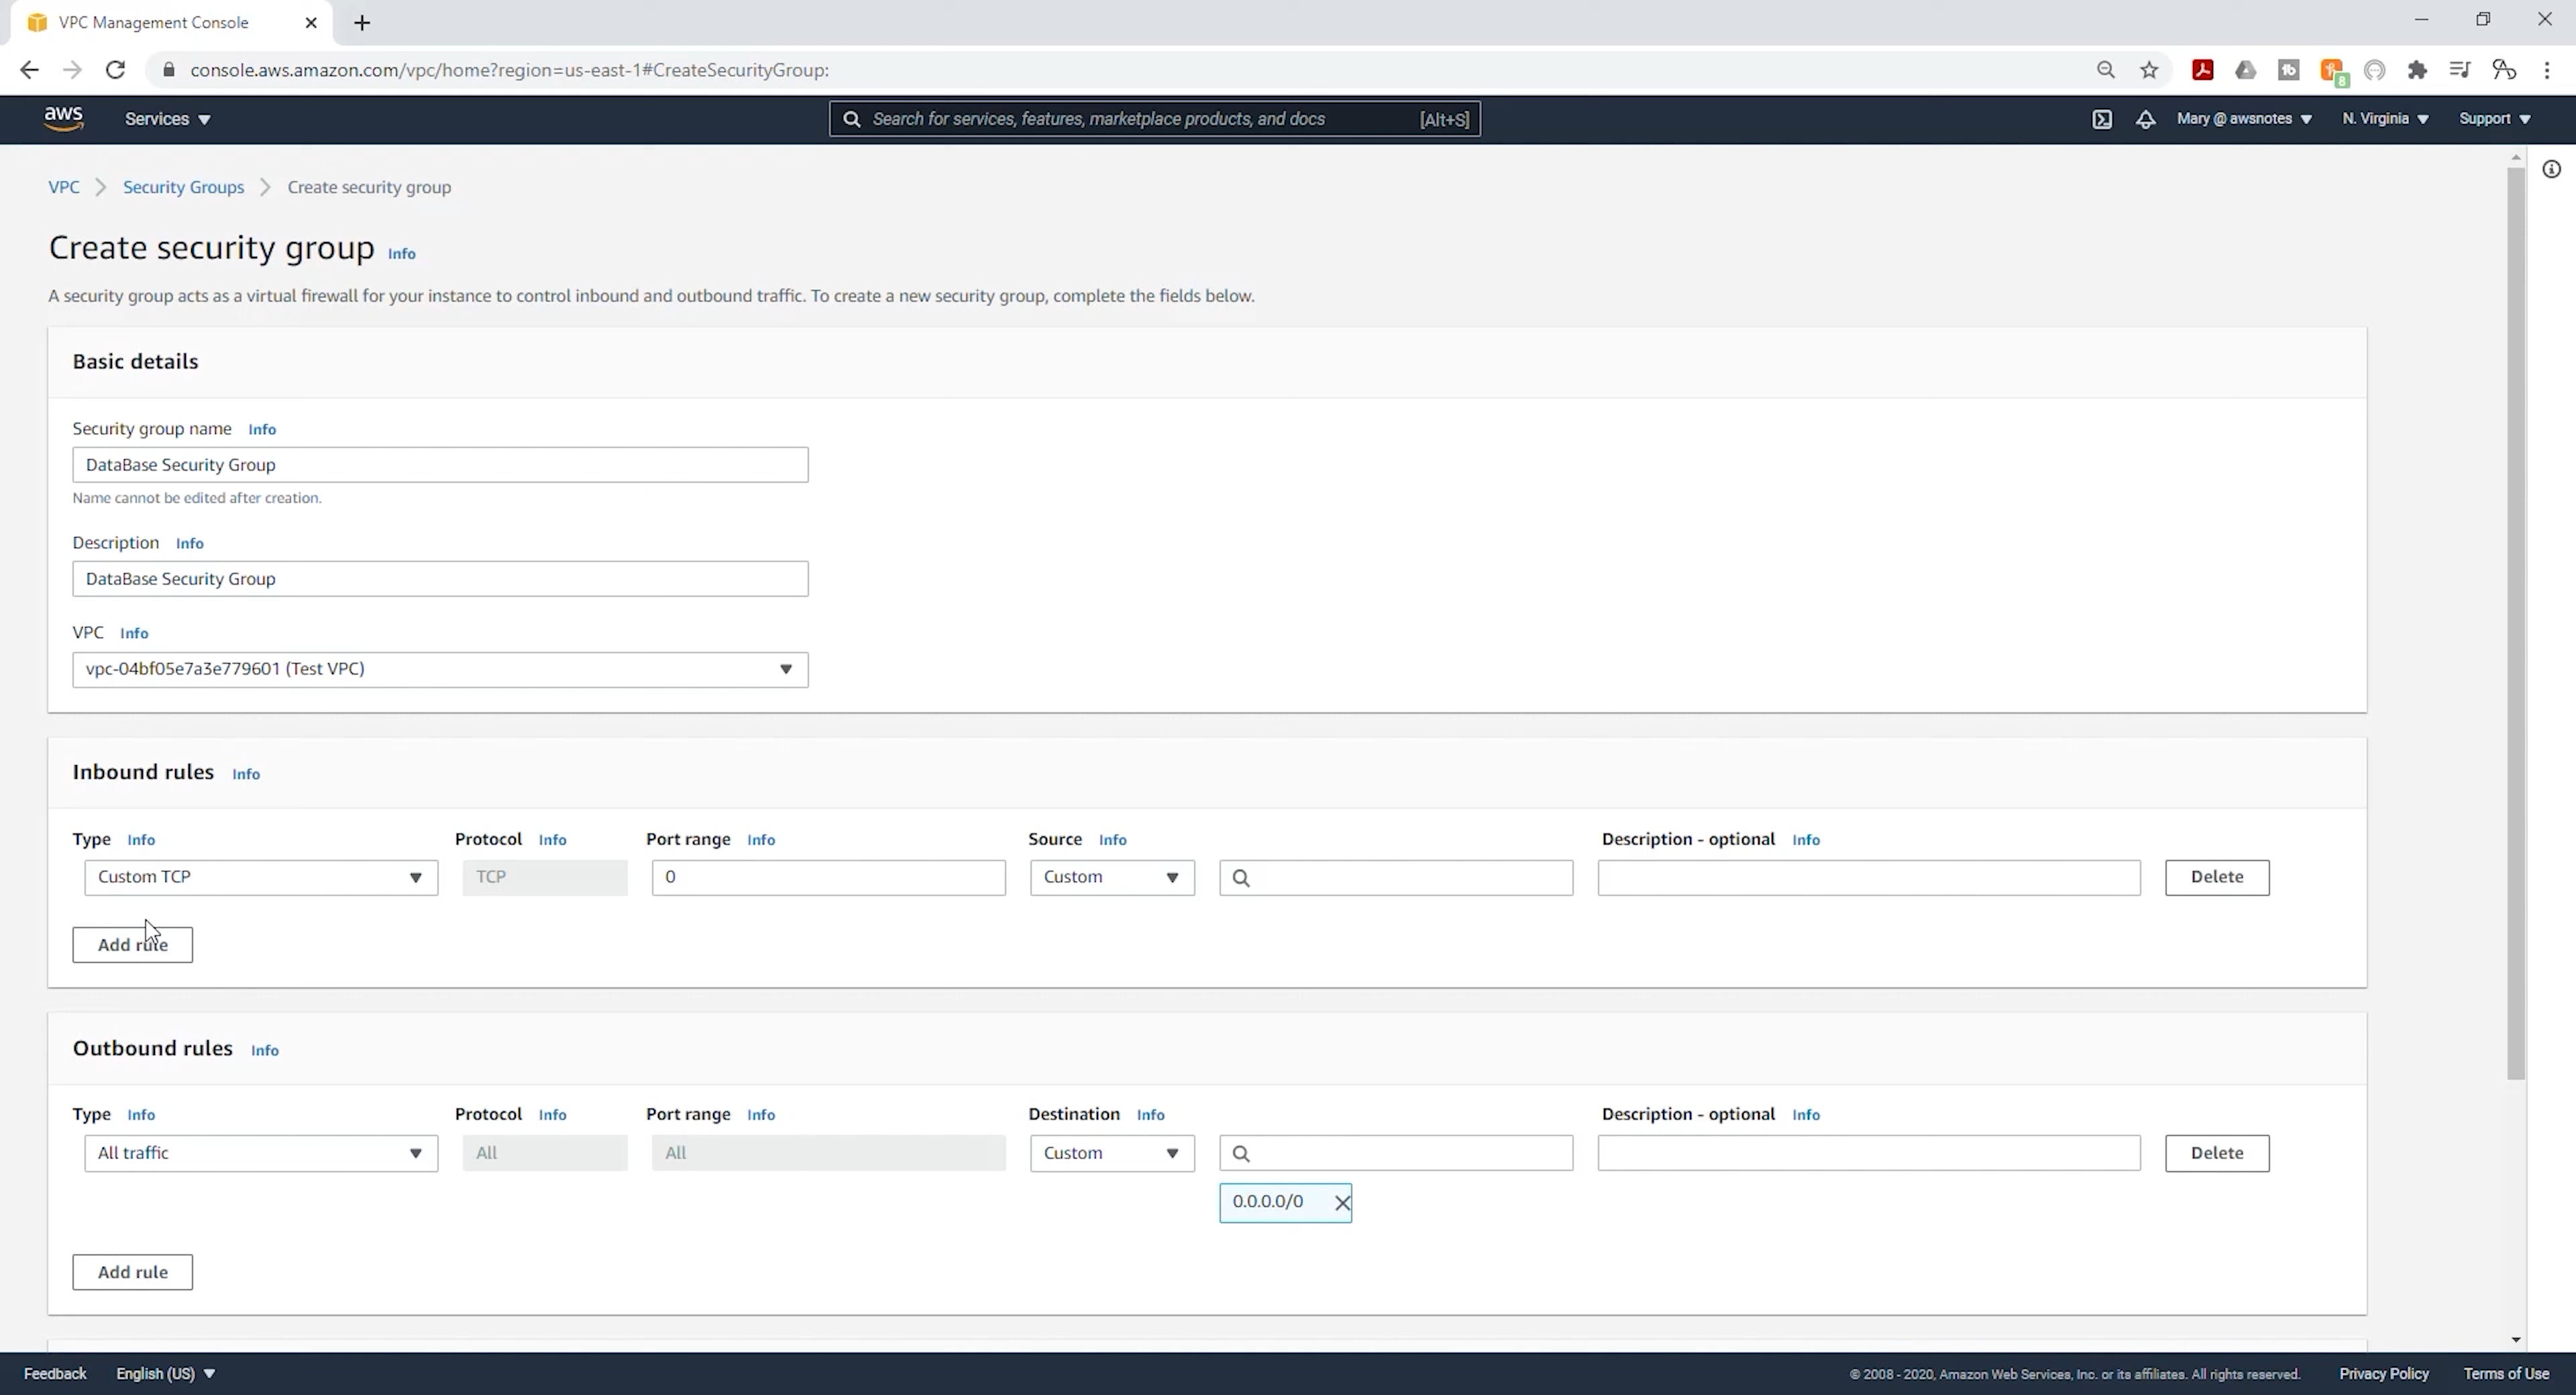 VPC Management Console
console.aws.amazon.com/vpc/home?region=us-east-1#CreateSecurityGroup:
8
aws Services Search for services, features, marketplace products, and docs [Alt+S] Mary @ awsnotes N. Virginia Support
VPC Security Groups Create security group
Create security group Info
A security group acts as a virtual firewall for your instance to control inbound and outbound traffic. To create a new security group, complete the fields below.
Basic details
Security group name Info
DataBase Security Group
Name cannot be edited after creation.
Description Info
DataBase Security Group
VPC Info
vpc-04bf05e7a3e779601 (Test VPC)
Inbound rules Info
Type Info Protocol Info Port range Info Source Info Description - optional Info
Custom TCP TCP 0 Custom Delete
Add rule
Outbound rules Info
Type Info Protocol Info Port range Info Destination Info Description - optional Info
All traffic All All Custom Delete
0.0.0.0/0
Add rule
Feedback English (US) © 2008 - 2020, Amazon Web Services, Inc. or its affiliates. All rights reserved. Privacy Policy Terms of Use